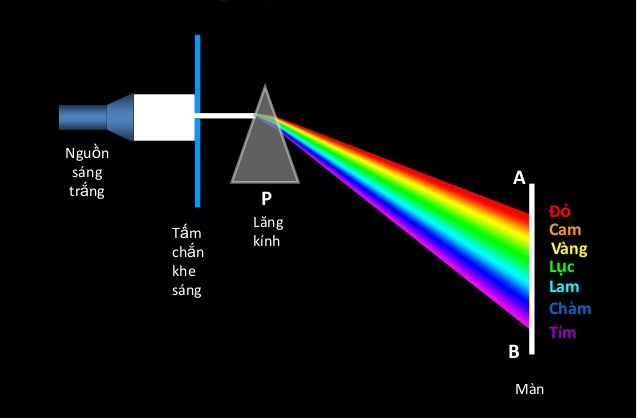 Nguồn
sáng
trắng
Tấm
chắn
khe
sáng
P
Lăng
kính
A
B
Đỏ
Cam
Vàng
Lục
Lam
Chàm
Tím
Màn